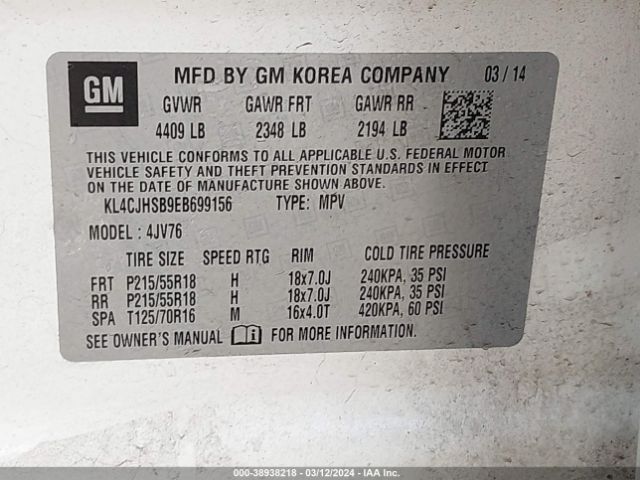 GM MFD BY GM KOREA COMPANY 03/14
GVWR GAWR FRT GAWR RR
4409 LB 2348 LB 2194 LB
THIS VEHICLE CONFORMS TO ALL APPLICABLE U.S. FEDERAL MOTOR
VEHICLE SAFETY AND THEFT PREVENTION STANDARDS IN EFFECT
ON THE DATE OF MANUFACTURE SHOWN ABOVE.
KL4CJHSB9EB699156 TYPE: MPV
MODEL : 4JV76
TIRE SIZE SPEED RTG RIM COLD TIRE PRESSURE
FRT P215/55R18 H 18x7.0J 240KPA, 35 PSI
RR P215/55R18 H 18x7.0J 240KPA, 35 PSI
SPA T125/70R16 M 16x4.0T 420KPA, 60 PSI
SEE OWNER'S MANUAL FOR MORE INFORMATION.
000-38938218 - 03/12/2024 - IAA Inc.